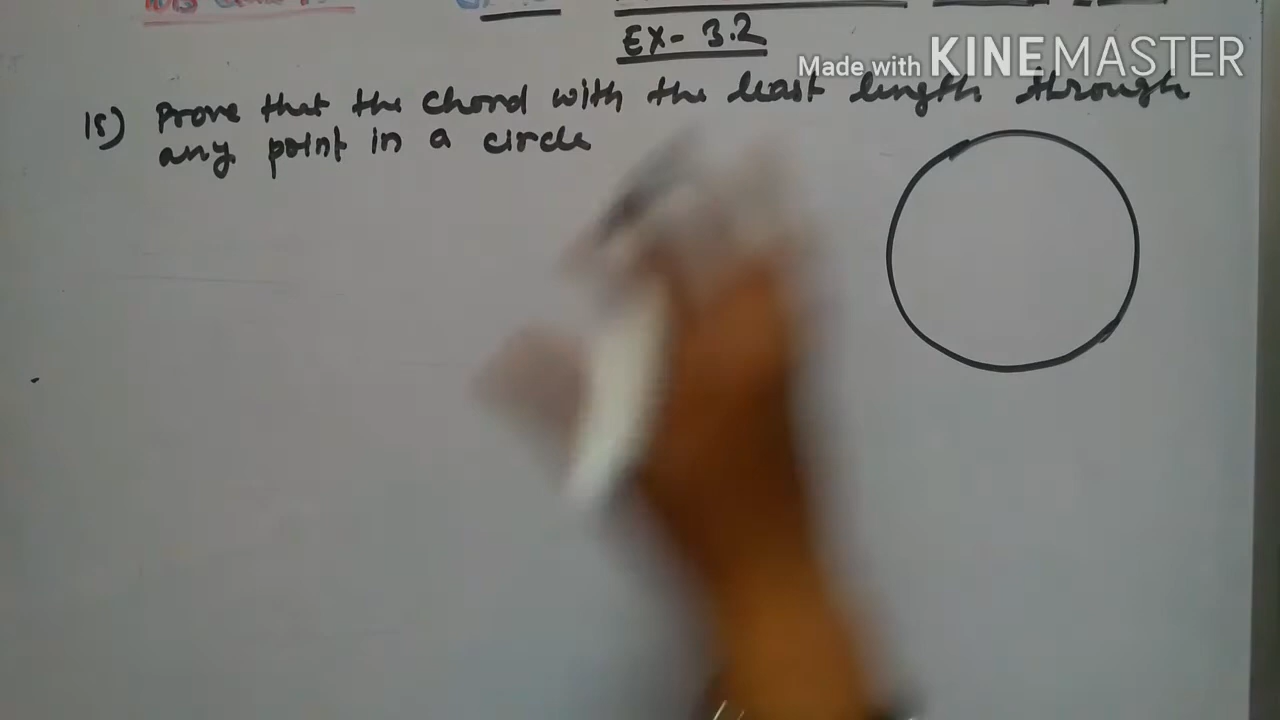 EX- 3.2
Made with KINEMASTER
15) Prove that the chord with the least length through
any point in a circle